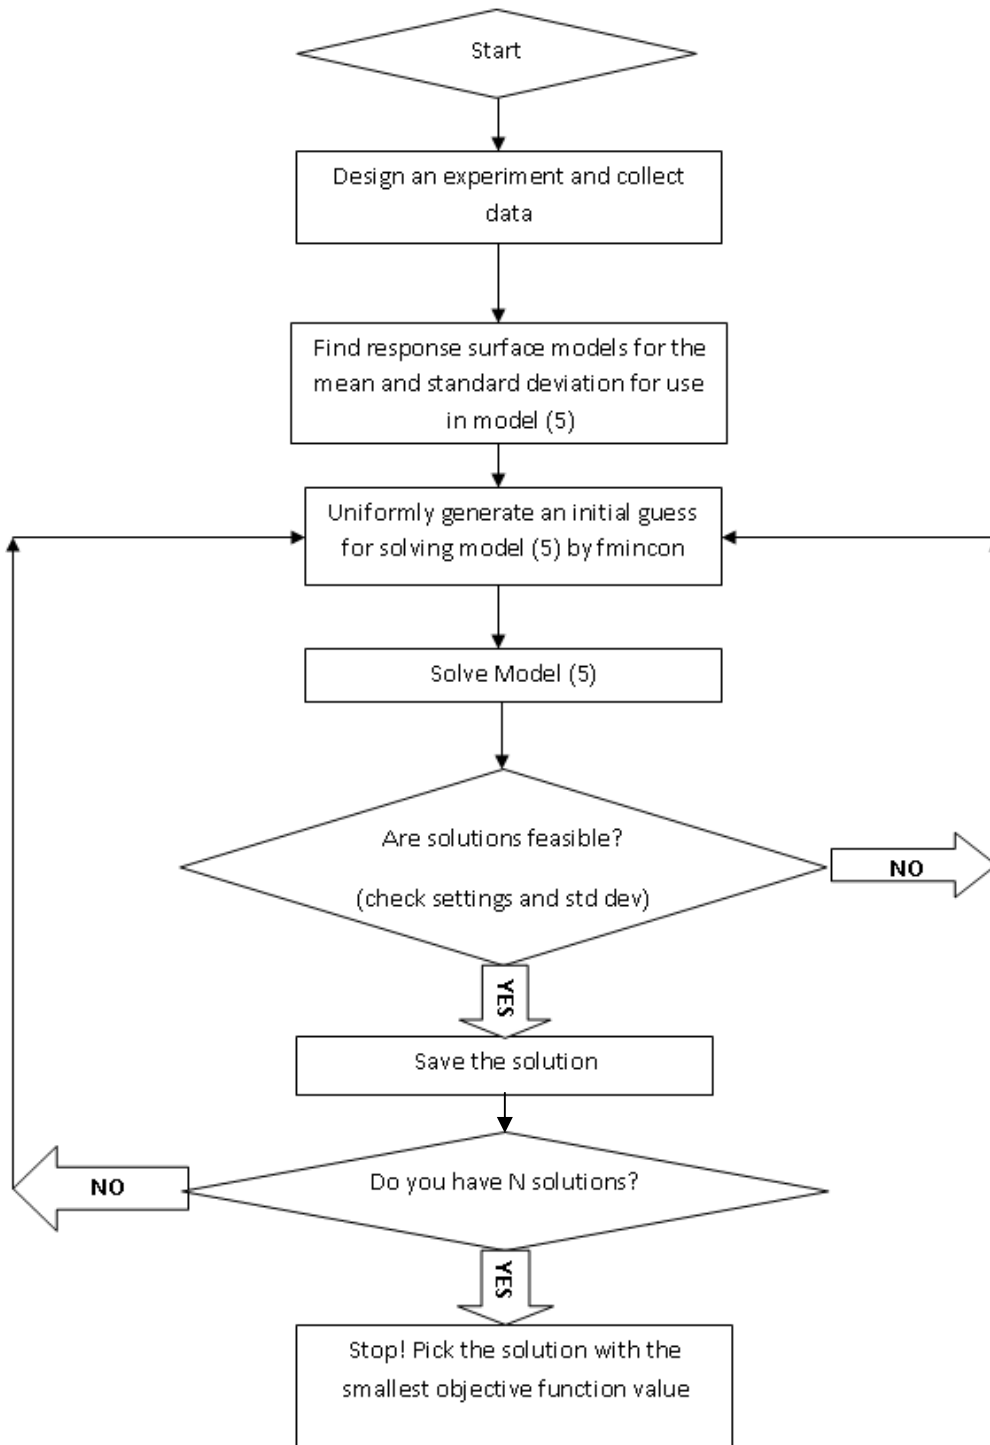 Start
Design an experiment and collect
data
Find response surface models for the
mean and standard deviation for use
in model (5)
Uniformly generate an initial guess
for solving model (5) by fmincon
Solve Model (5)
Are solutions feasible?
(check settings and std dev)
NO
YES
Save the solution
Do you have N solutions?
NO
YES
Stop! Pick the solution with the
smallest objective function value